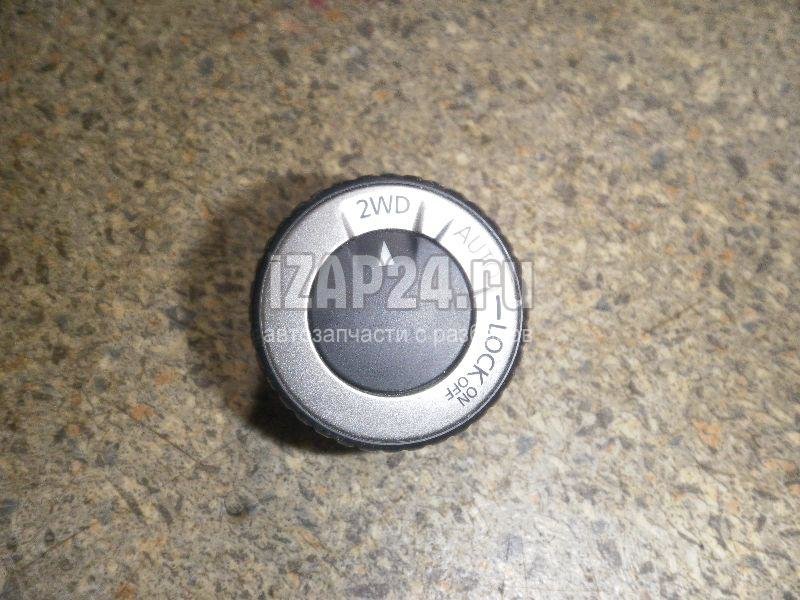 2WD
AUTO
LOCK
ON
OFF
iZAP24.ru
автозапчасти с разборов